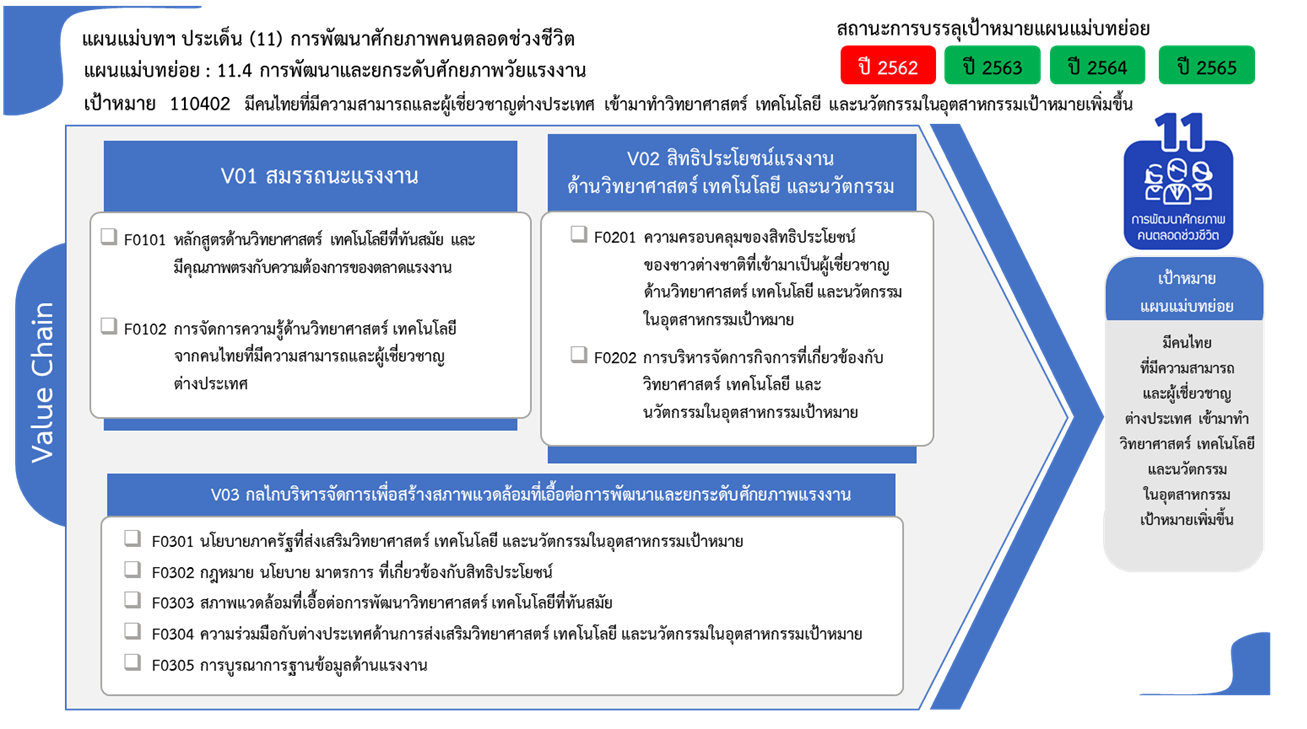 แผนแม่บทฯ ประเด็น (11) การพัฒนาศักยภาพคนตลอดช่วงชีวิต
แผนแม่บทย่อย : 11.4 การพัฒนาและยกระดับศักยภาพวัยแรงงาน
เป้าหมาย 110402 มีคนไทยที่มีความสามารถและผู้เชี่ยวชาญต่างประเทศ เข้ามาทำวิทยาศาสตร์ เทคโนโลยี และนวัตกรรมในอุตสาหกรรมเป้าหมายเพิ่มขึ้น
สถานะการบรรลุเป้าหมายแผนแม่บทย่อย
ปี 2562 ปี 2563 ปี 2564 ปี 2565
Value Chain
V01 สมรรถนะแรงงาน
F0101 หลักสูตรด้านวิทยาศาสตร์ เทคโนโลยีที่ทันสมัย และ
มีคุณภาพตรงกับความต้องการของตลาดแรงงาน
F0102 การจัดการความรู้ด้านวิทยาศาสตร์ เทคโนโลยี
จากคนไทยที่มีความสามารถและผู้เชี่ยวชาญ
ต่างประเทศ
V02 สิทธิประโยชน์แรงงาน
ด้านวิทยาศาสตร์ เทคโนโลยี และนวัตกรรม
F0201 ความครอบคลุมของสิทธิประโยชน์
ของชาวต่างชาติที่เข้ามาเป็นผู้เชี่ยวชาญ
ด้านวิทยาศาสตร์ เทคโนโลยี และนวัตกรรม
ในอุตสาหกรรมเป้าหมาย
F0202 การบริหารจัดการกิจการที่เกี่ยวข้องกับ
วิทยาศาสตร์ เทคโนโลยี และ
นวัตกรรมในอุตสาหกรรมเป้าหมาย
V03 กลไกบริหารจัดการเพื่อสร้างสภาพแวดล้อมที่เอื้อต่อการพัฒนาและยกระดับศักยภาพแรงงาน
F0301 นโยบายภาครัฐที่ส่งเสริมวิทยาศาสตร์ เทคโนโลยี และนวัตกรรมในอุตสาหกรรมเป้าหมาย
F0302 กฎหมาย นโยบาย มาตรการ ที่เกี่ยวข้องกับสิทธิประโยชน์
F0303 สภาพแวดล้อมที่เอื้อต่อการพัฒนาวิทยาศาสตร์ เทคโนโลยีที่ทันสมัย
F0304 ความร่วมมือกับต่างประเทศด้านการส่งเสริมวิทยาศาสตร์ เทคโนโลยี และนวัตกรรมในอุตสาหกรรมเป้าหมาย
F0305 การบูรณาการฐานข้อมูลด้านแรงงาน
11
การพัฒนาศักยภาพ
คนตลอดช่วงชีวิต
เป้าหมาย
แผนแม่บทย่อย
มีคนไทย
ที่มีความสามารถ
และผู้เชี่ยวชาญ
ต่างประเทศ เข้ามาทำ
วิทยาศาสตร์ เทคโนโลยี
และนวัตกรรม
ในอุตสาหกรรม
เป้าหมายเพิ่มขึ้น